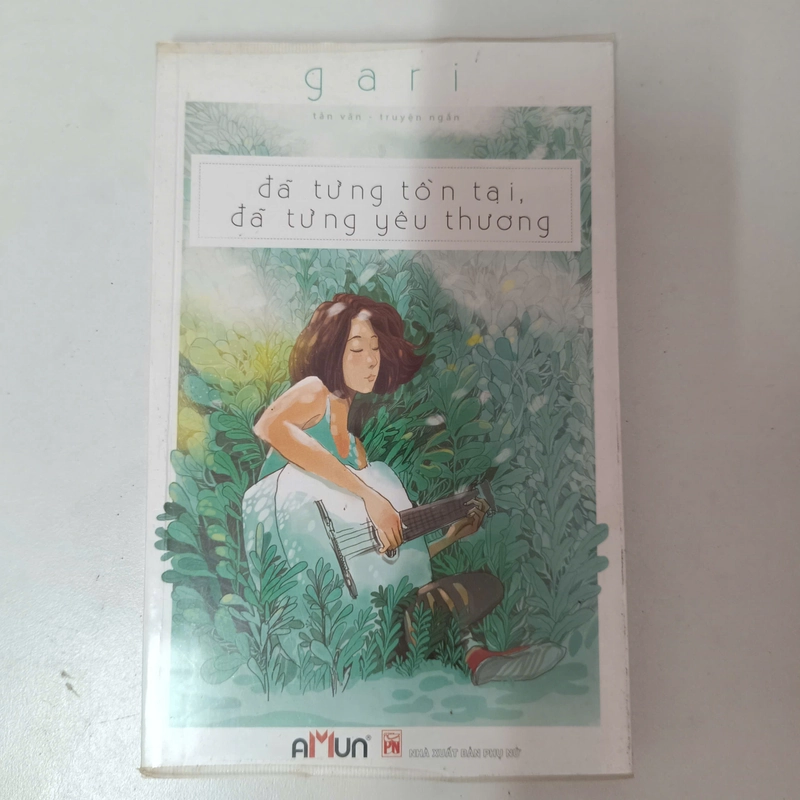 gari
tản văn - truyện ngắn
đã từng tồn tại,
đã từng yêu thương
AMUN®
PN
NHÀ XUẤT BẢN PHỤ NỮ